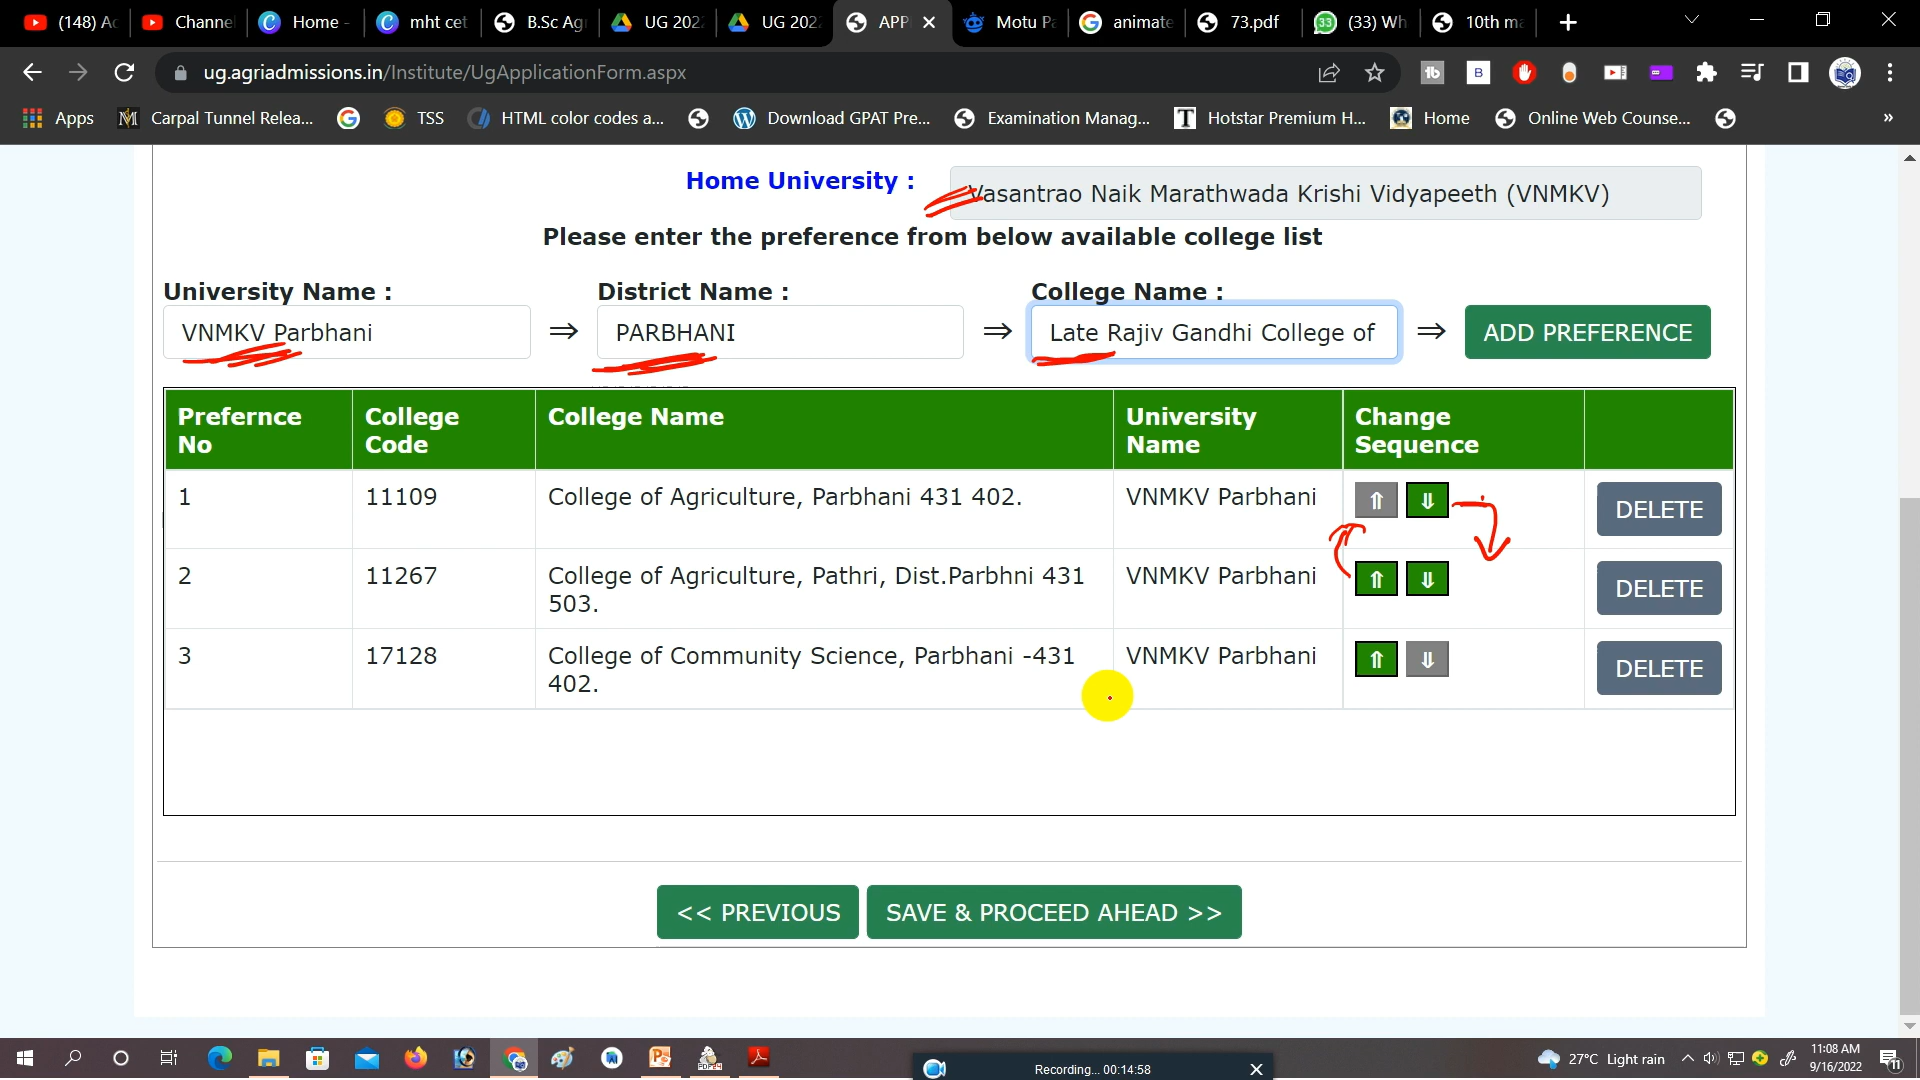 (148) Ac
Channel
Home -
mht cet
B.Sc Ag
UG 202
UG 202
APP
Motu Pa
animate
73.pdf
(33) Wh
10th ma
ug.agriadmissions.in/Institute/UgApplicationForm.aspx
Apps
Carpal Tunnel Relea...
TSS
HTML color codes a...
Download GPAT Pre...
Examination Manag...
Hotstar Premium H...
Home
Online Web Counse...
»
Home University :
Vasantrao Naik Marathwada Krishi Vidyapeeth (VNMKV)
Please enter the preference from below available college list
University Name :
District Name :
College Name :
VNMKV Parbhani
⇒
PARBHANI
⇒
Late Rajiv Gandhi College of
⇒
ADD PREFERENCE
Prefernce No
College Code
College Name
University Name
Change Sequence
1
11109
College of Agriculture, Parbhani 431 402.
VNMKV Parbhani
⇑ ⇓
DELETE
2
11267
College of Agriculture, Pathri, Dist.Parbhni 431
503.
VNMKV Parbhani
⇑ ⇓
DELETE
3
17128
College of Community Science, Parbhani -431
402.
VNMKV Parbhani
⇑ ⇓
DELETE
<< PREVIOUS
SAVE & PROCEED AHEAD >>
27°C Light rain
11:08 AM
9/16/2022
11
Recording... 00:14:58